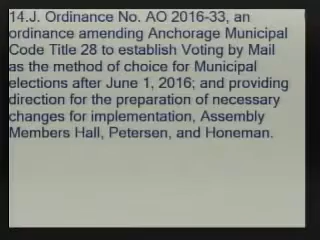 14.J. Ordinance No. AO 2016-33, an
ordinance amending Anchorage Municipal
Code Title 28 to establish Voting by Mail
as the method of choice for Municipal
elections after June 1, 2016; and providing
direction for the preparation of necessary
changes for implementation, Assembly
Members Hall, Petersen, and Honeman.